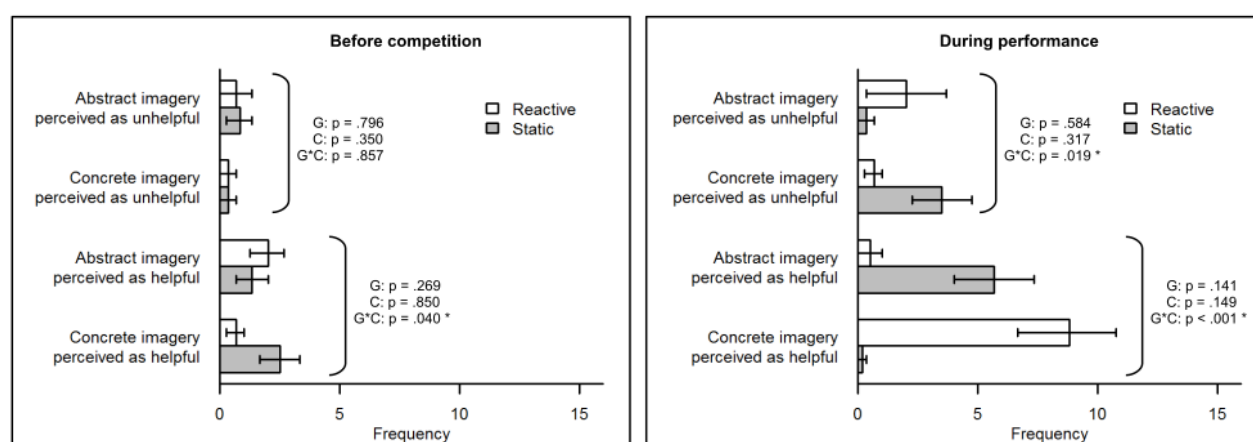 Before competition
Abstract imagery
perceived as unhelpful
Concrete imagery
perceived as unhelpful
Abstract imagery
perceived as helpful
Concrete imagery
perceived as helpful
Reactive
Static
G: p = .796
C: p = .350
G*C: p = .857
G: p = .269
C: p = .850
G*C: p = .040 *
0 5 10 15
Frequency
During performance
Abstract imagery
perceived as unhelpful
Concrete imagery
perceived as unhelpful
Abstract imagery
perceived as helpful
Concrete imagery
perceived as helpful
Reactive
Static
G: p = .584
C: p = .317
G*C: p = .019 *
G: p = .141
C: p = .149
G*C: p < .001 *
0 5 10 15
Frequency